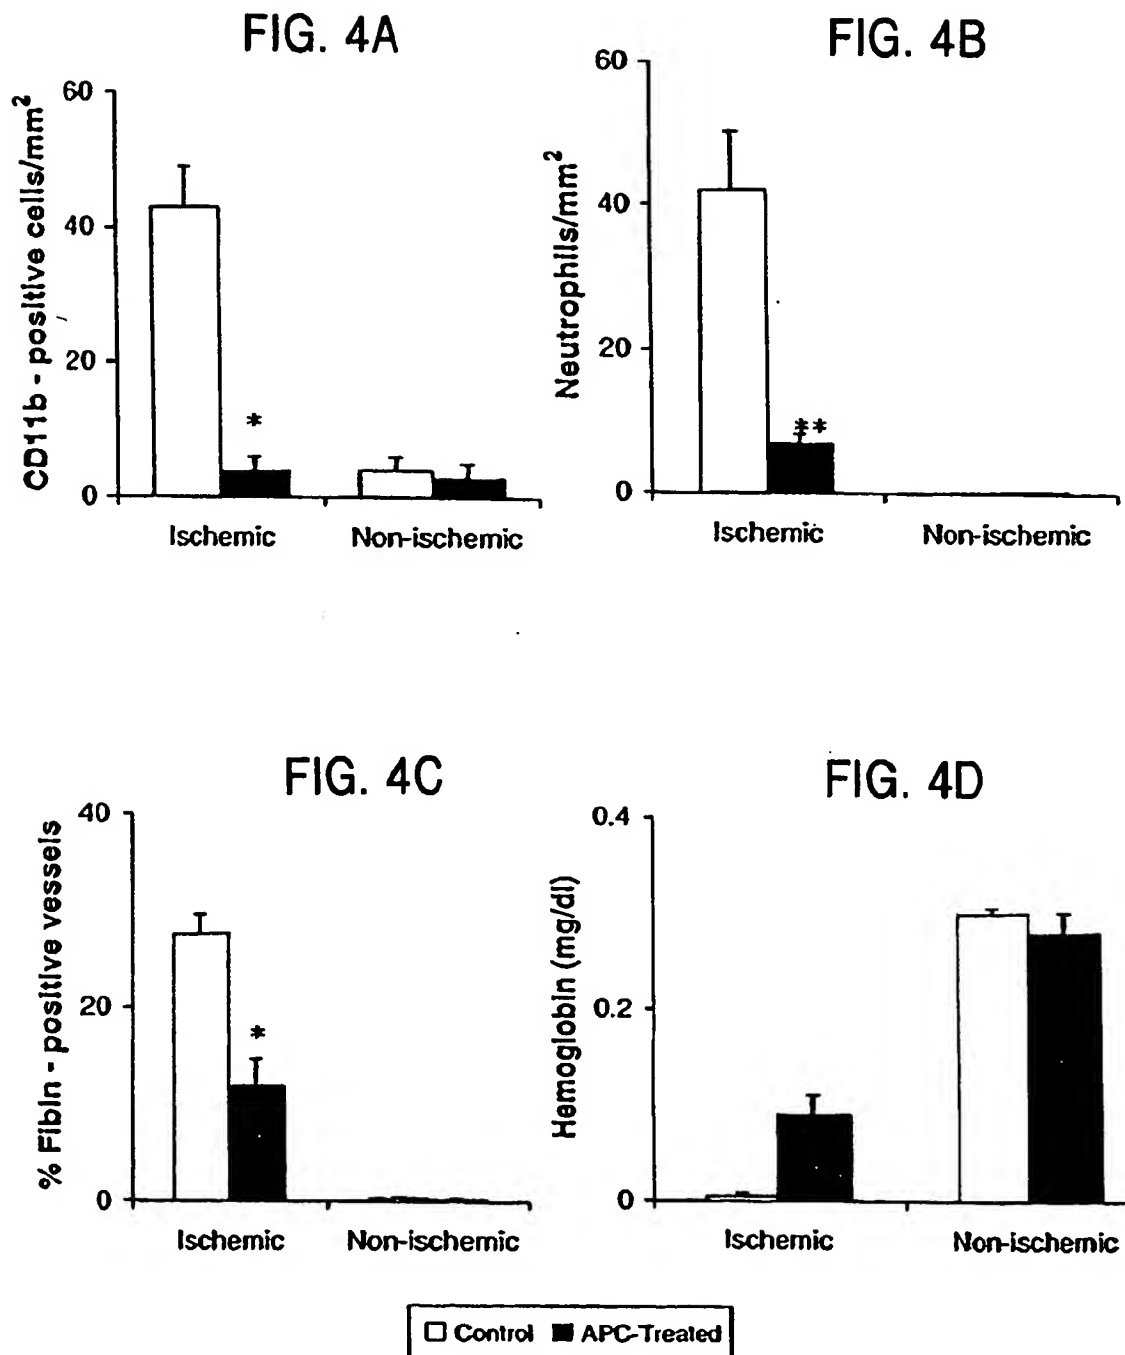 FIG. 4A
60
40
20
0
CD11b - positive cells/mm²
*
Ischemic
Non-ischemic
FIG. 4B
60
40
20
0
Neutrophils/mm²
**
Ischemic
Non-ischemic
FIG. 4C
40
20
0
% Fibin - positive vessels
*
Ischemic
Non-ischemic
FIG. 4D
0.4
0.2
0
Hemoglobin (mg/dl)
Ischemic
Non-ischemic
Control APC-Treated